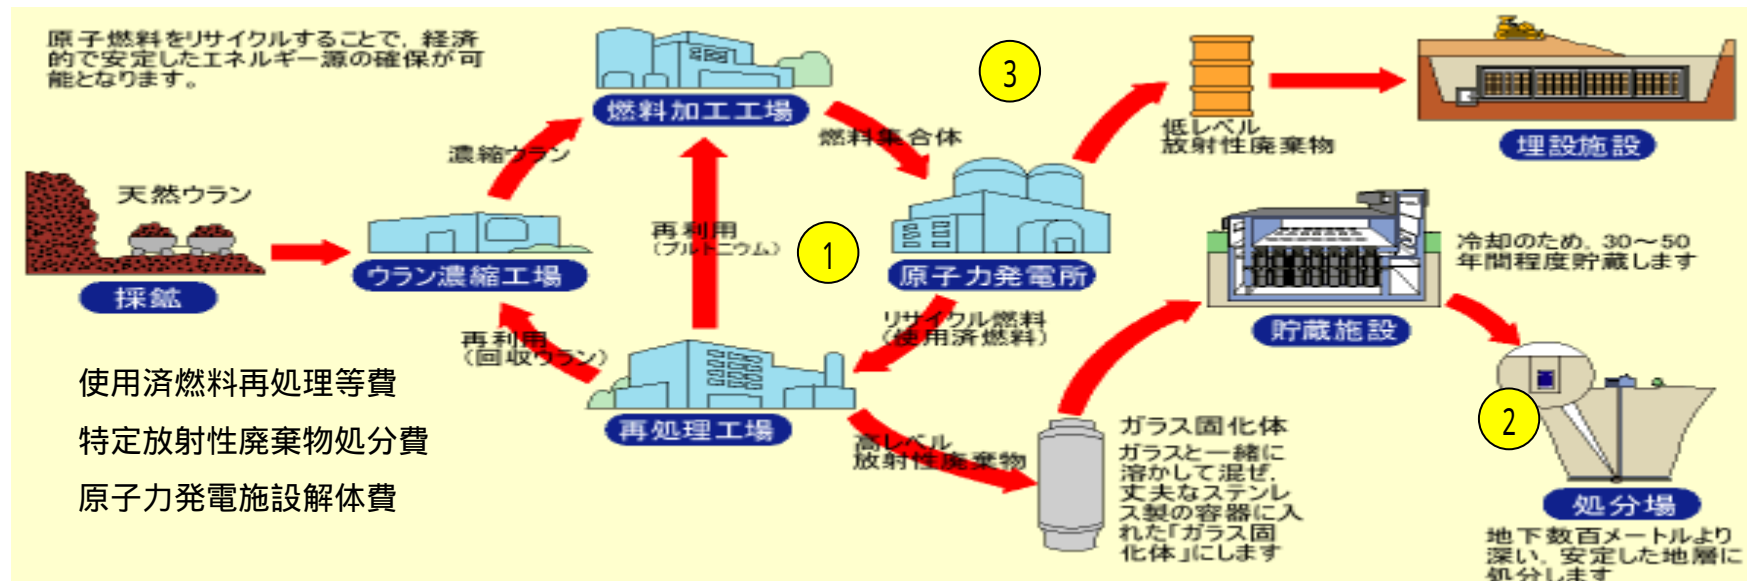 原子燃料をリサイクルすることで、経済
的で安定したエネルギー源の確保が可
能となります。
燃料加工工場
3
低レベル
放射性廃棄物
埋設施設
濃縮ウラン
燃料集合体
天然ウラン
採鉱
ウラン濃縮工場
再利用
(プルトニウム)
1
原子力発電所
冷却のため、30～50
年間程度貯蔵します
貯蔵施設
再利用
(回収ウラン)
リサイクル燃料
(使用済燃料)
再処理工場
高レベル
放射性廃棄物
ガラス固化体
ガラスと一緒に
溶かして混ぜ、
丈夫なステンレ
ス製の容器に入
れた「ガラス固
化体」にします
2
処分場
地下数百メートルより
深い、安定した地層に
処分します
使用済燃料再処理等費
特定放射性廃棄物処分費
原子力発電施設解体費